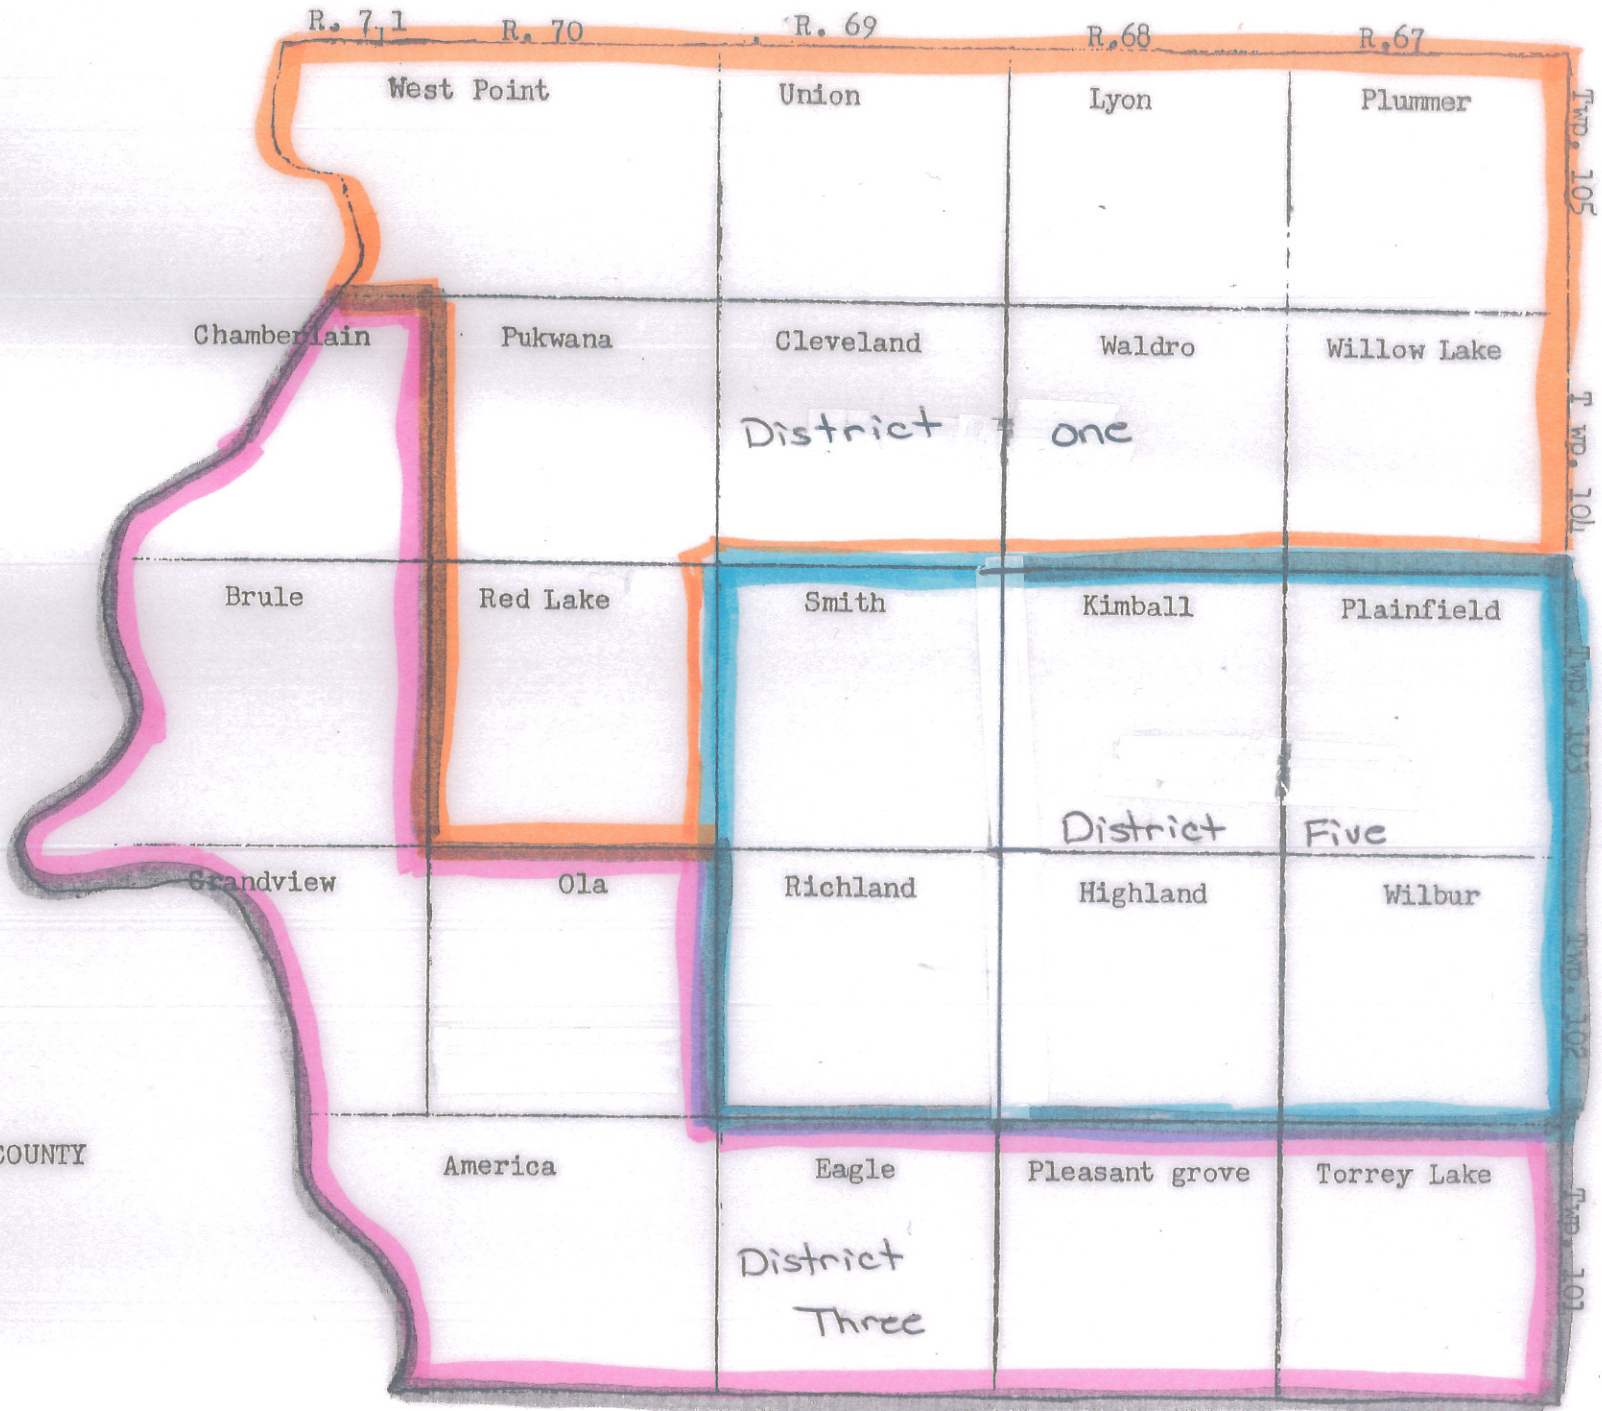 R. 71 R. 70 R. 69 R.68 R.67
West Point Union Lyon Plummer
Twp. 105
Chamberlain Pukwana Cleveland Waldro Willow Lake
District one
T wp. 104
Brule Red Lake Smith Kimball Plainfield
Twp. 103
District Five
Grandview Ola Richland Highland Wilbur
Twp. 102
COUNTY
America Eagle Pleasant grove Torrey Lake
Twp. 101
District
Three